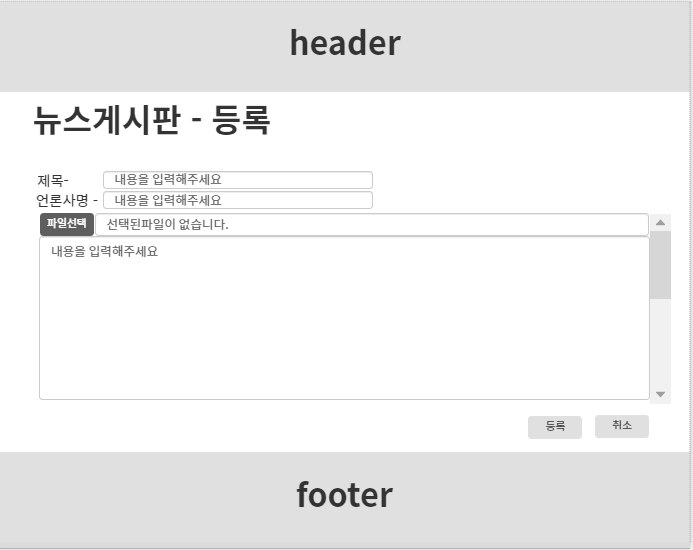 header
뉴스게시판 - 등록
제목- 내용을 입력해주세요
언론사명 - 내용을 입력해주세요
파일선택 선택된파일이 없습니다.
내용을 입력해주세요
등록 취소
footer